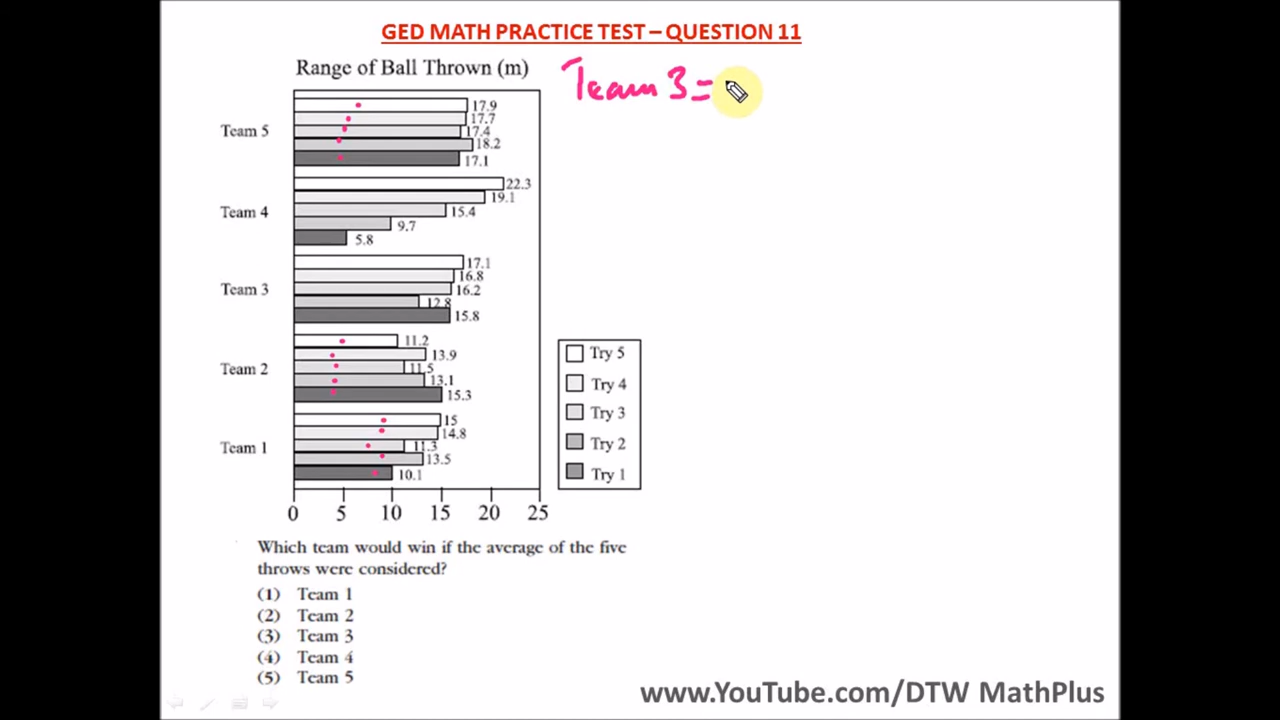 GED MATH PRACTICE TEST – QUESTION 11
Range of Ball Thrown (m)
Team 3 =
Team 5
17.9
17.7
17.4
18.2
17.1
Team 4
22.3
19.1
15.4
9.7
5.8
Team 3
17.1
16.8
16.2
12.8
15.8
Team 2
11.2
13.9
11.5
13.1
15.3
Team 1
15
14.8
11.3
13.5
10.1
0 5 10 15 20 25
Try 5
Try 4
Try 3
Try 2
Try 1
Which team would win if the average of the five
throws were considered?
(1) Team 1
(2) Team 2
(3) Team 3
(4) Team 4
(5) Team 5
www.YouTube.com/DTW MathPlus